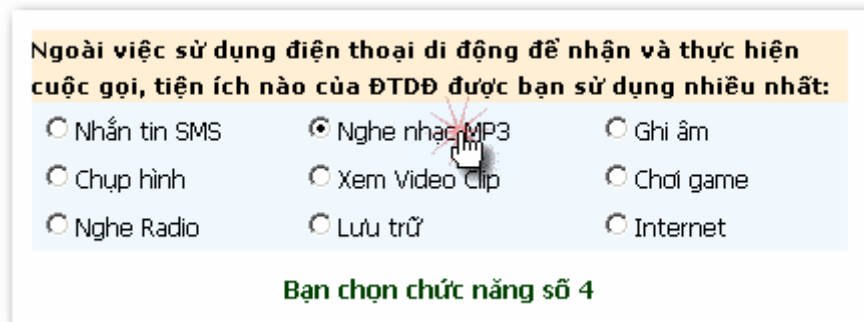 Ngoài việc sử dụng điện thoại di động để nhận và thực hiện
cuộc gọi, tiện ích nào của ĐTDĐ được bạn sử dụng nhiều nhất:
Nhắn tin SMS Nghe nhạc MP3 Ghi âm
Chụp hình Xem Video Clip Chơi game
Nghe Radio Lưu trữ Internet
Bạn chọn chức năng số 4